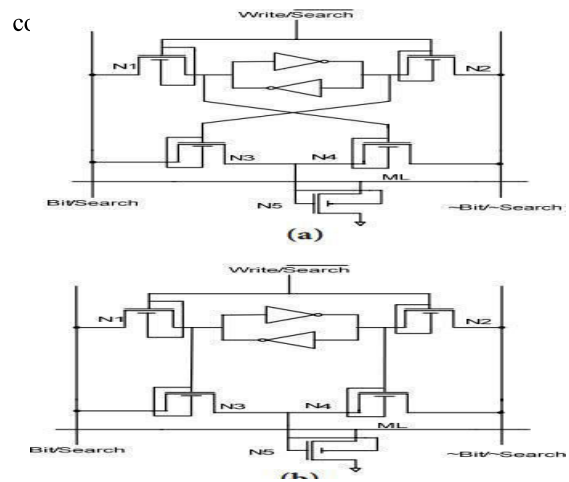 Write/Search
N1
N2
N3
N4
ML
Bit/Search
N5
~Bit/~Search
(a)
Write/Search
N1
N2
N3
N4
ML
Bit/Search
N5
~Bit/~Search
(b)